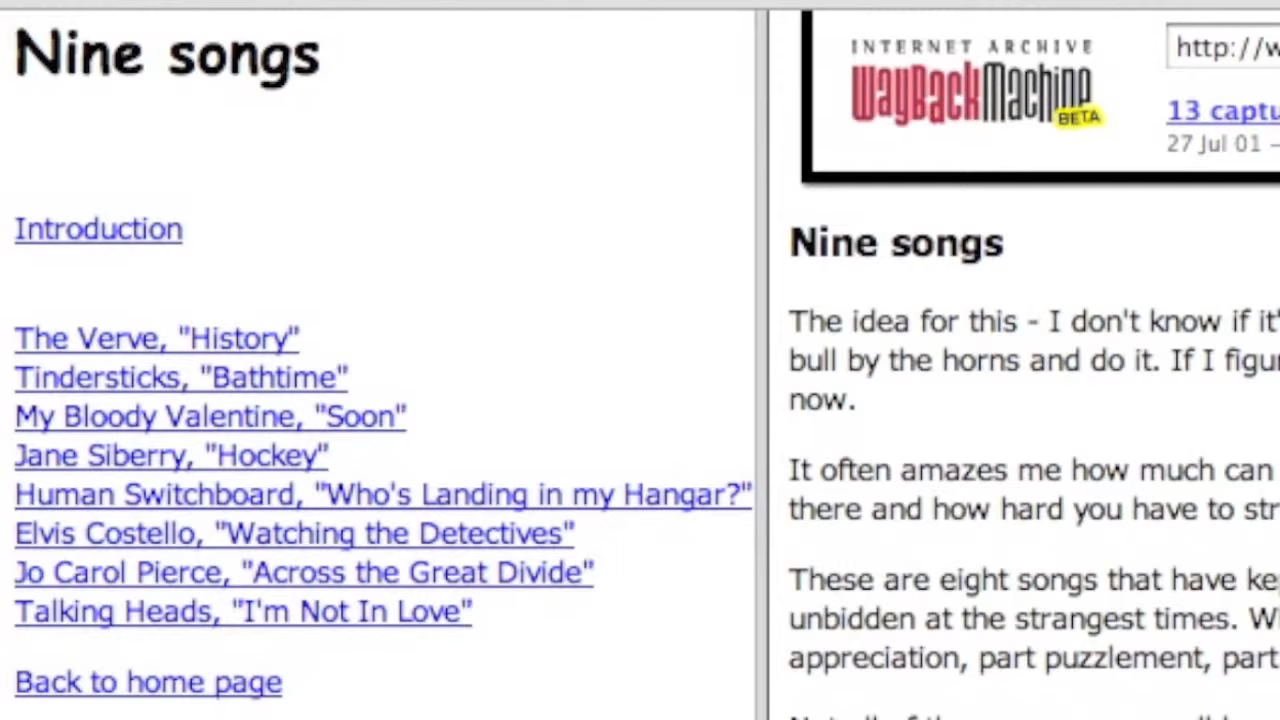 Nine songs
Introduction
The Verve, "History"
Tindersticks, "Bathtime"
My Bloody Valentine, "Soon"
Jane Siberry, "Hockey"
Human Switchboard, "Who's Landing in my Hangar?"
Elvis Costello, "Watching the Detectives"
Jo Carol Pierce, "Across the Great Divide"
Talking Heads, "I'm Not In Love"
Back to home page
INTERNET ARCHIVE
WayBackMachine
BETA
http://w
13 captu
27 Jul 01 –
Nine songs
The idea for this - I don't know if it'
bull by the horns and do it. If I figu
now.
It often amazes me how much can
there and how hard you have to str
These are eight songs that have ke
unbidden at the strangest times. W
appreciation, part puzzlement, part